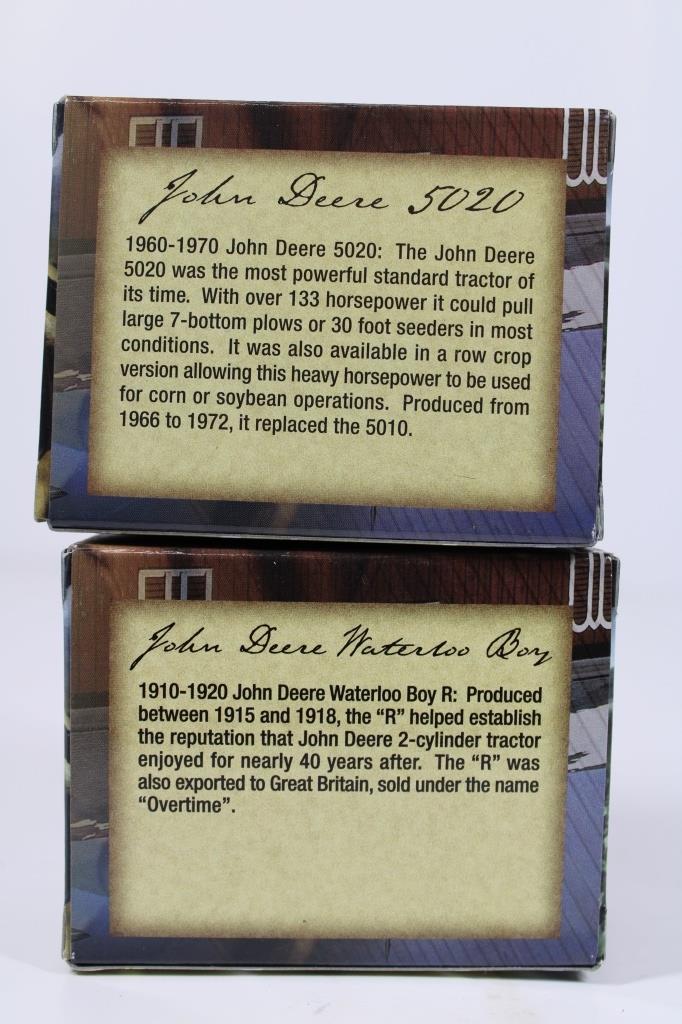 John Deere 5020
1960-1970 John Deere 5020: The John Deere
5020 was the most powerful standard tractor of
its time. With over 133 horsepower it could pull
large 7-bottom plows or 30 foot seeders in most
conditions. It was also available in a row crop
version allowing this heavy horsepower to be used
for corn or soybean operations. Produced from
1966 to 1972, it replaced the 5010.
John Deere Waterloo Boy
1910-1920 John Deere Waterloo Boy R: Produced
between 1915 and 1918, the “R” helped establish
the reputation that John Deere 2-cylinder tractor
enjoyed for nearly 40 years after. The “R” was
also exported to Great Britain, sold under the name
“Overtime”.